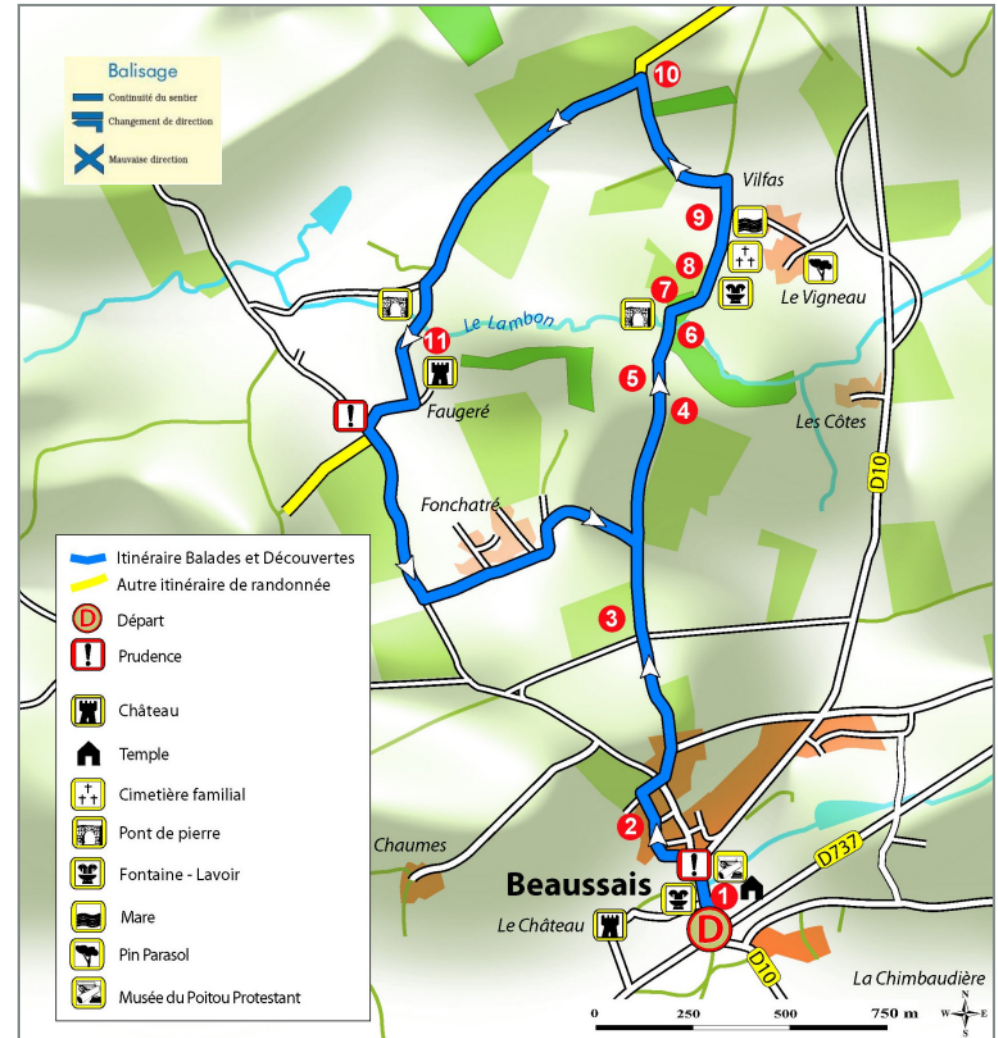 Balisage
Continuité du sentier
Changement de direction
Mauvaise direction
10
Vilfas
9
8
7
Le Vigneau
6
Le Lambon
11
5
4
Faugeré
Les Côtes
D10
Fonchatré
Itinéraire Balades et Découvertes
Autre itinéraire de randonnée
D Départ
! Prudence
Château
Temple
Cimetière familial
Pont de pierre
Fontaine - Lavoir
Mare
Pin Parasol
Musée du Poitou Protestant
!
3
2
Chaumes
!
D737
Beaussais
1
Le Château
D
D10
La Chimbaudière
0 250 500 750 m
N
W E
S